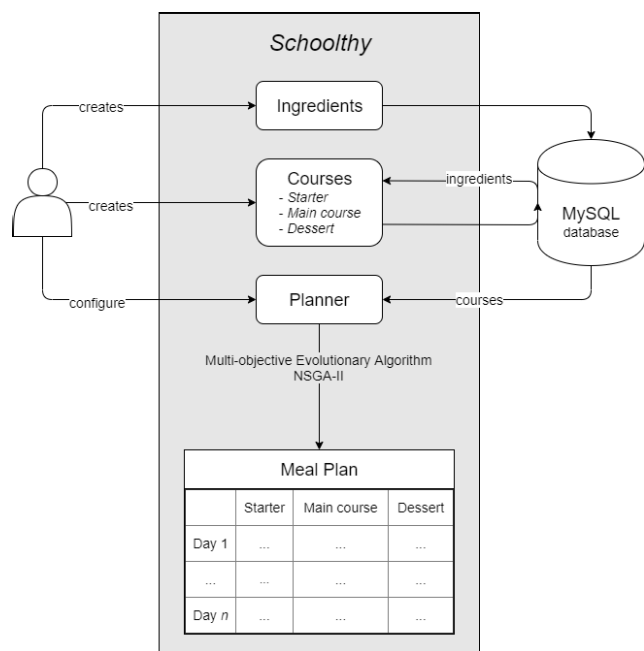 Schoolthy
creates
Ingredients
Courses
- Starter
- Main course
- Dessert
creates
ingredients
MySQL
database
configure
Planner
courses
Multi-objective Evolutionary Algorithm
NSGA-II
Meal Plan
Starter Main course Dessert
Day 1 ... ... ...
... ... ... ...
Day n ... ... ...